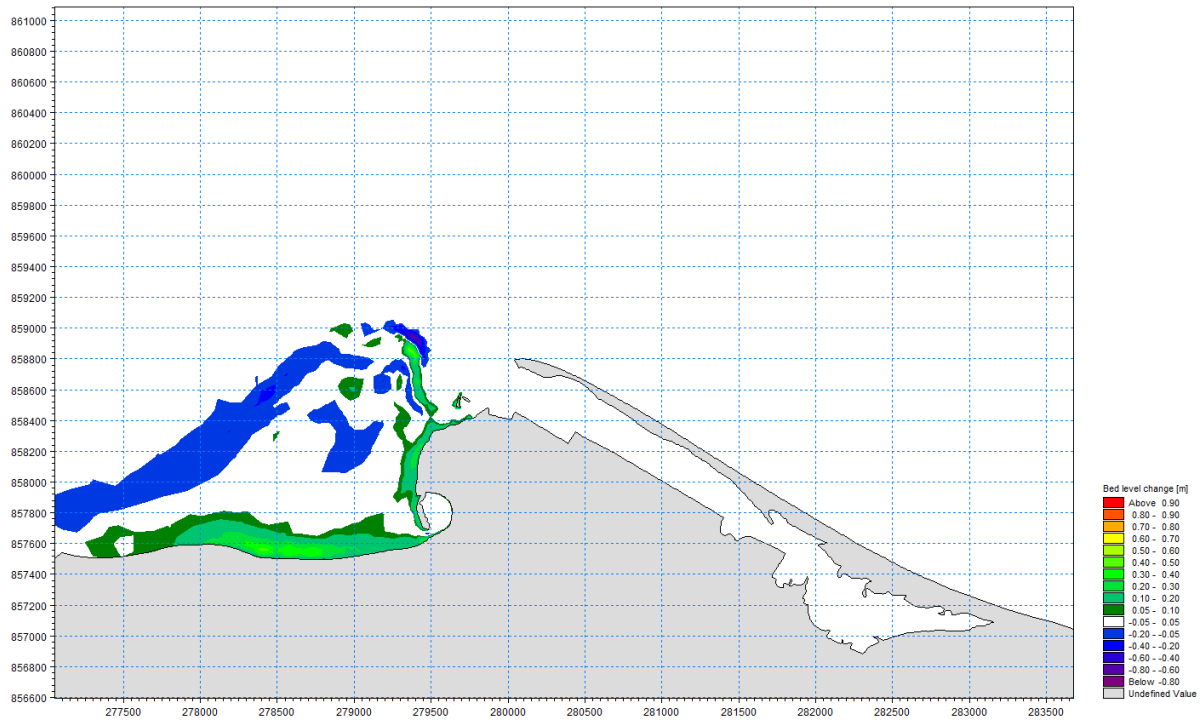 861000
860800
860600
860400
860200
860000
859800
859600
859400
859200
859000
858800
858600
858400
858200
858000
857800
857600
857400
857200
857000
856800
856600
277500 278000 278500 279000 279500 280000 280500 281000 281500 282000 282500 283000 283500
Bed level change [m]
Above 0.90
0.80 - 0.90
0.70 - 0.80
0.60 - 0.70
0.50 - 0.60
0.40 - 0.50
0.30 - 0.40
0.20 - 0.30
0.10 - 0.20
0.05 - 0.10
-0.05 - 0.05
-0.20 - -0.05
-0.40 - -0.20
-0.60 - -0.40
-0.80 - -0.60
Below -0.80
Undefined Value